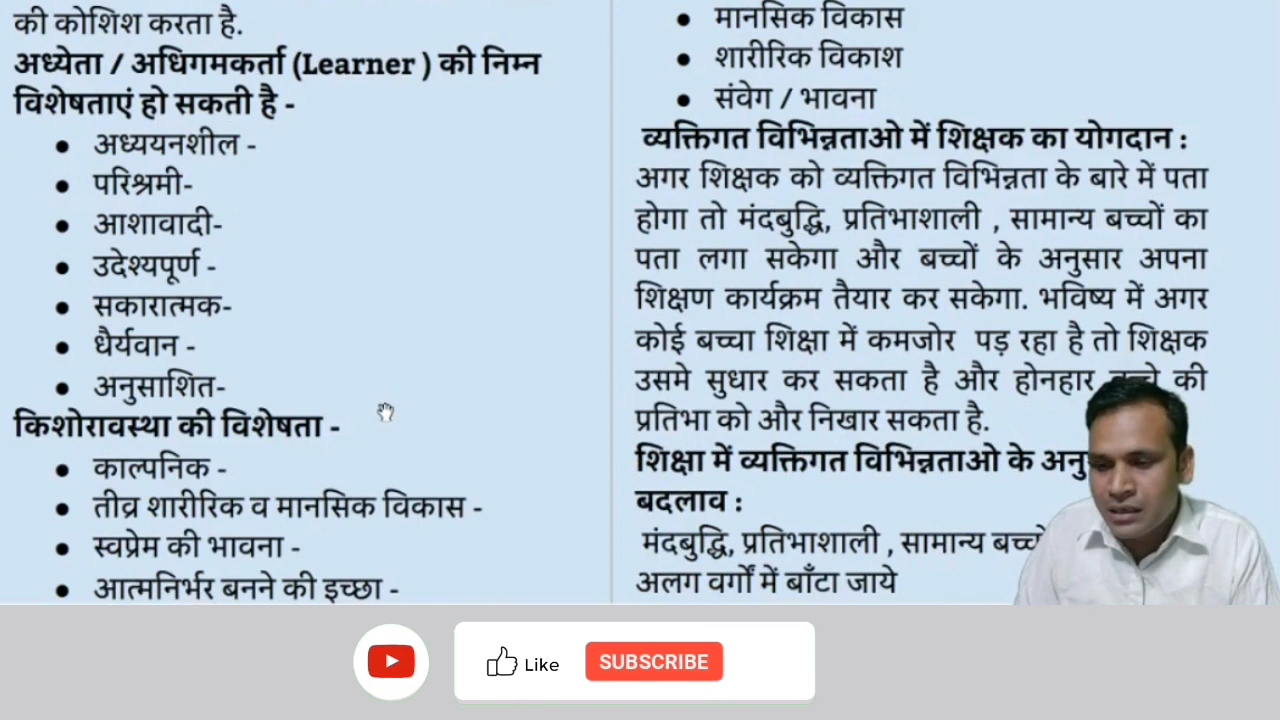 की कोशिश करता है.
अध्येता / अधिगमकर्ता (Learner ) की निम्न
विशेषताएं हो सकती है -
● अध्ययनशील -
● परिश्रमी-
● आशावादी-
● उदेश्यपूर्ण -
● सकारात्मक-
● धैर्यवान -
● अनुसाशित-
किशोरावस्था की विशेषता -
● काल्पनिक -
● तीव्र शारीरिक व मानसिक विकास -
● स्वप्रेम की भावना -
● आत्मनिर्भर बनने की इच्छा -
● मानसिक विकास
● शारीरिक विकाश
● संवेग / भावना
व्यक्तिगत विभिन्नताओ में शिक्षक का योगदान :
अगर शिक्षक को व्यक्तिगत विभिन्नता के बारे में पता
होगा तो मंदबुद्धि, प्रतिभाशाली , सामान्य बच्चों का
पता लगा सकेगा और बच्चों के अनुसार अपना
शिक्षण कार्यक्रम तैयार कर सकेगा. भविष्य में अगर
कोई बच्चा शिक्षा में कमजोर पड़ रहा है तो शिक्षक
उसमे सुधार कर सकता है और होनहार की
प्रतिभा को और निखार सकता है.
शिक्षा में व्यक्तिगत विभिन्नताओ के
बदलाव :
मंदबुद्धि, प्रतिभाशाली , सामान्य
अलग वर्गों में बाँटा जाये
Like
SUBSCRIBE